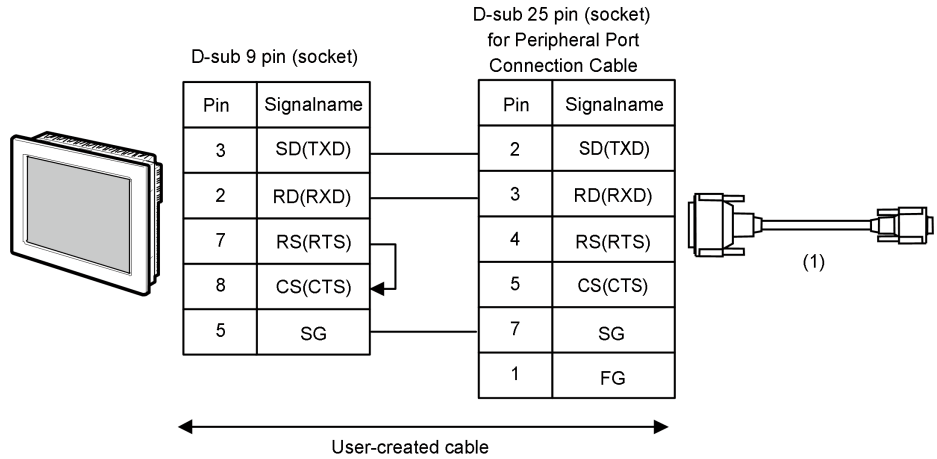 D-sub 9 pin (socket)
Pin Signalname
3 SD(TXD)
2 RD(RXD)
7 RS(RTS)
8 CS(CTS)
5 SG
D-sub 25 pin (socket)
for Peripheral Port
Connection Cable
Pin Signalname
2 SD(TXD)
3 RD(RXD)
4 RS(RTS)
5 CS(CTS)
7 SG
1 FG
(1)
User-created cable